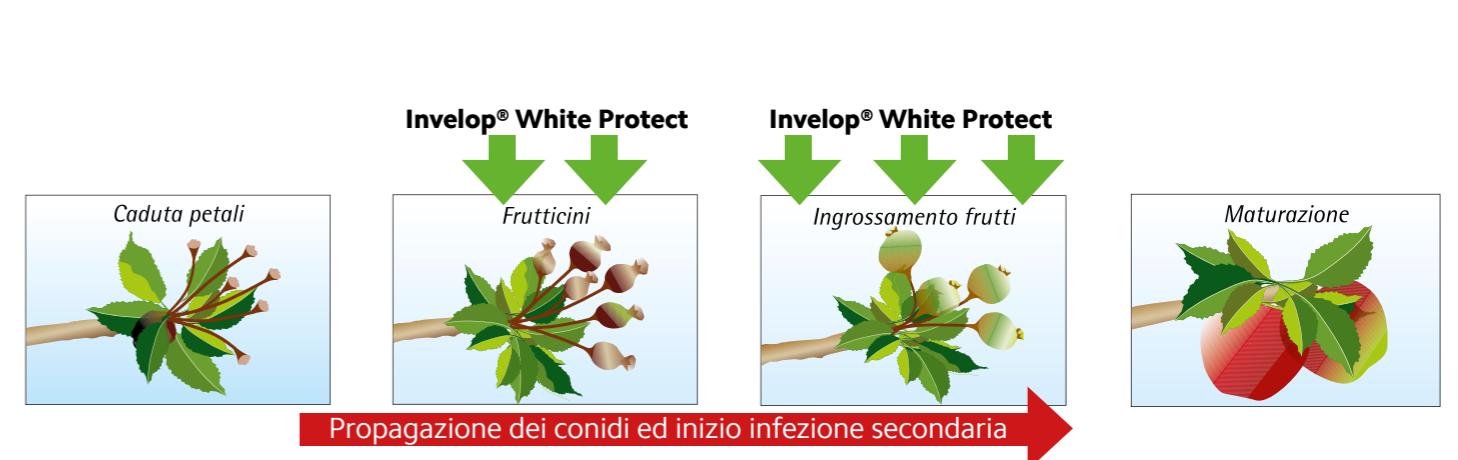 Invelop® White Protect
Invelop® White Protect
Caduta petali
Frutticini
Ingrossamento frutti
Maturazione
Propagazione dei conidi ed inizio infezione secondaria